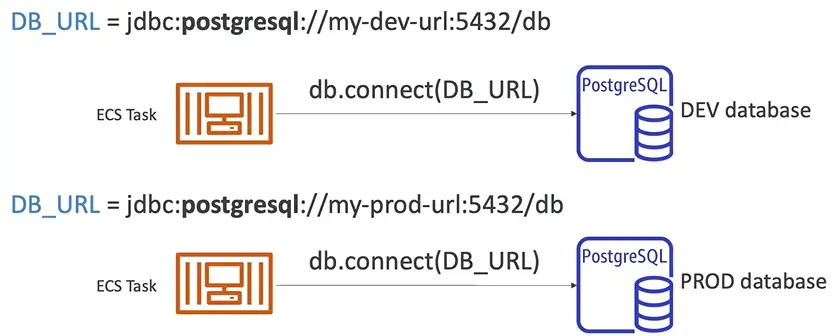 DB_URL = jdbc:postgresql://my-dev-url:5432/db
ECS Task
db.connect(DB_URL)
PostgreSQL
DEV database
DB_URL = jdbc:postgresql://my-prod-url:5432/db
ECS Task
db.connect(DB_URL)
PostgreSQL
PROD database